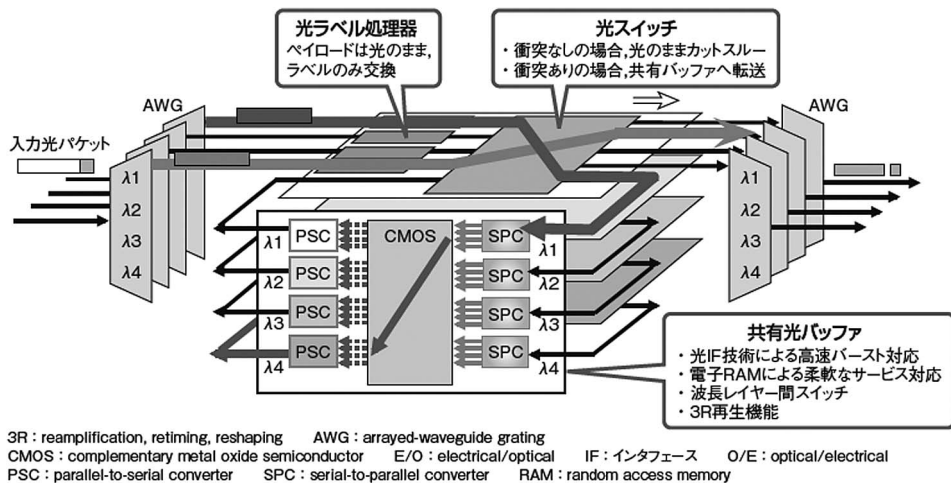 光ラベル処理器
ペイロードは光のまま,
ラベルのみ交換
光スイッチ
・衝突なしの場合,光のままカットスルー
・衝突ありの場合,共有バッファへ転送
AWG
AWG
入力光パケット
λ1
λ2
λ3
λ4
λ1
λ2
λ3
λ4
λ1
PSC
CMOS
SPC
λ1
λ2
PSC
SPC
λ2
λ3
PSC
SPC
λ3
λ4
PSC
SPC
λ4
共有光バッファ
・光IF技術による高速バースト対応
・電子RAMによる柔軟なサービス対応
・波長レイヤー間スイッチ
・3R再生機能
3R : reamplification, retiming, reshaping AWG : arrayed-waveguide grating
CMOS : complementary metal oxide semiconductor E/O : electrical/optical IF : インタフェース O/E : optical/electrical
PSC : parallel-to-serial converter SPC : serial-to-parallel converter RAM : random access memory